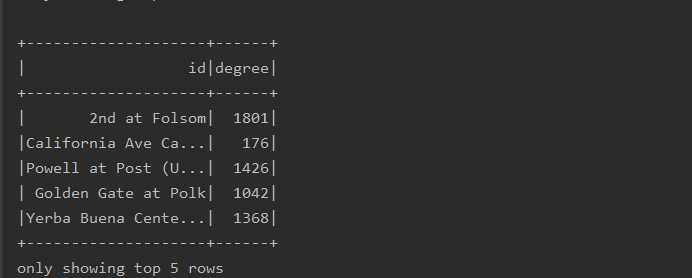 +--------------------+------+
|                  id|degree|
+--------------------+------+
|       2nd at Folsom|  1801|
|California Ave Ca...|   176|
|Powell at Post (U...|  1426|
| Golden Gate at Polk|  1042|
|Yerba Buena Cente...|  1368|
+--------------------+------+
only showing top 5 rows